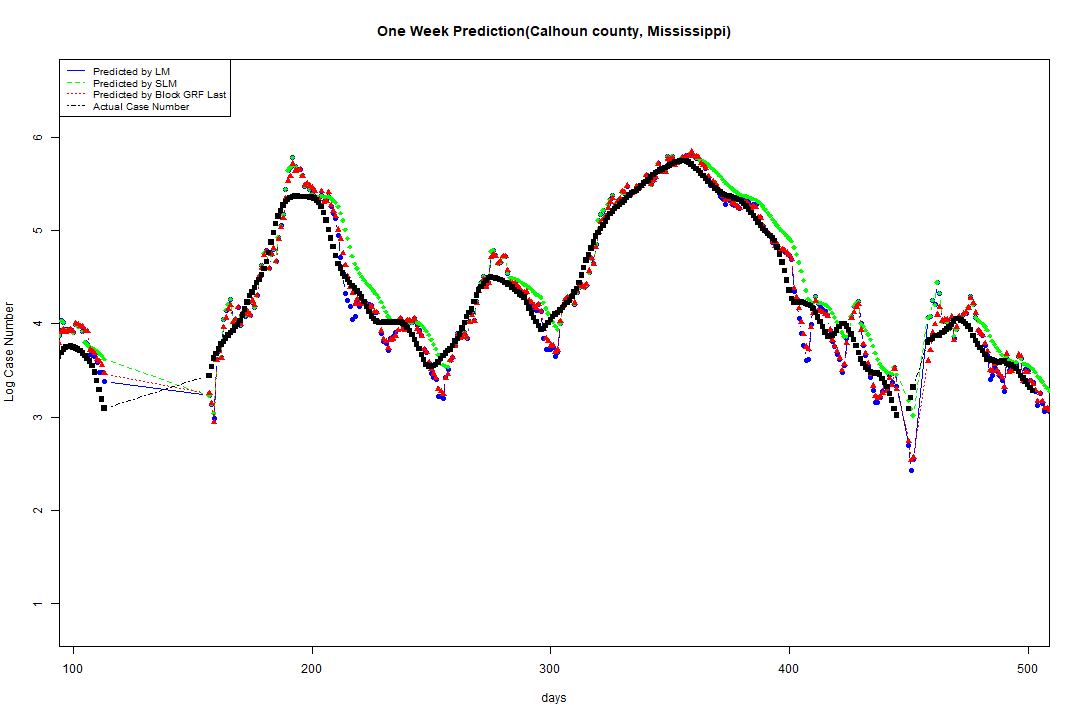 One Week Prediction(Calhoun county, Mississippi)
Predicted by LM
Predicted by SLM
Predicted by Block GRF Last
Actual Case Number
Log Case Number
6
5
4
3
2
1
100 200 300 400 500
days